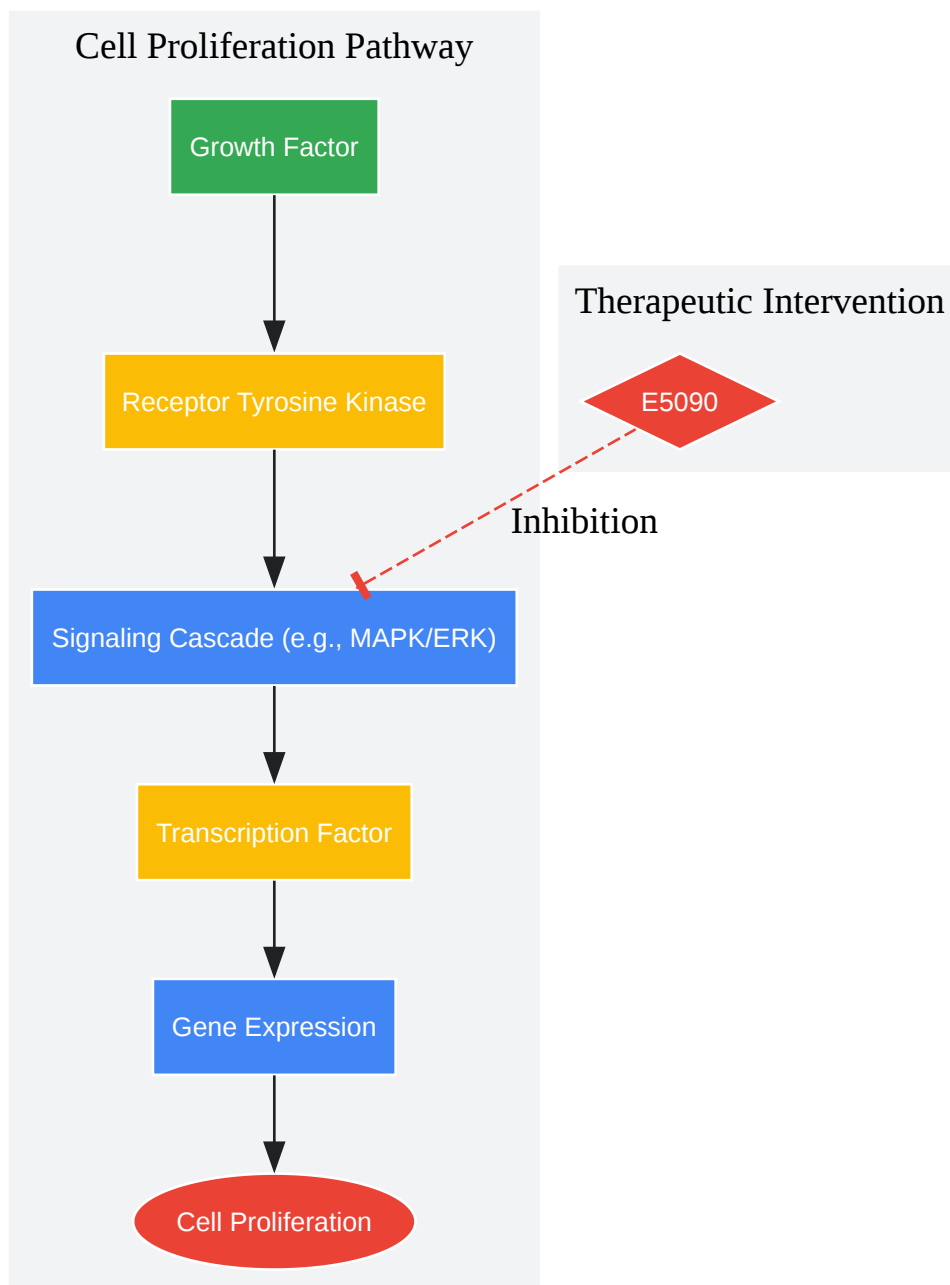 Cell Proliferation Pathway
Growth Factor
Therapeutic Intervention
Receptor Tyrosine Kinase
E5090
Inhibition
Signaling Cascade (e.g., MAPK/ERK)
Transcription Factor
Gene Expression
Cell Proliferation